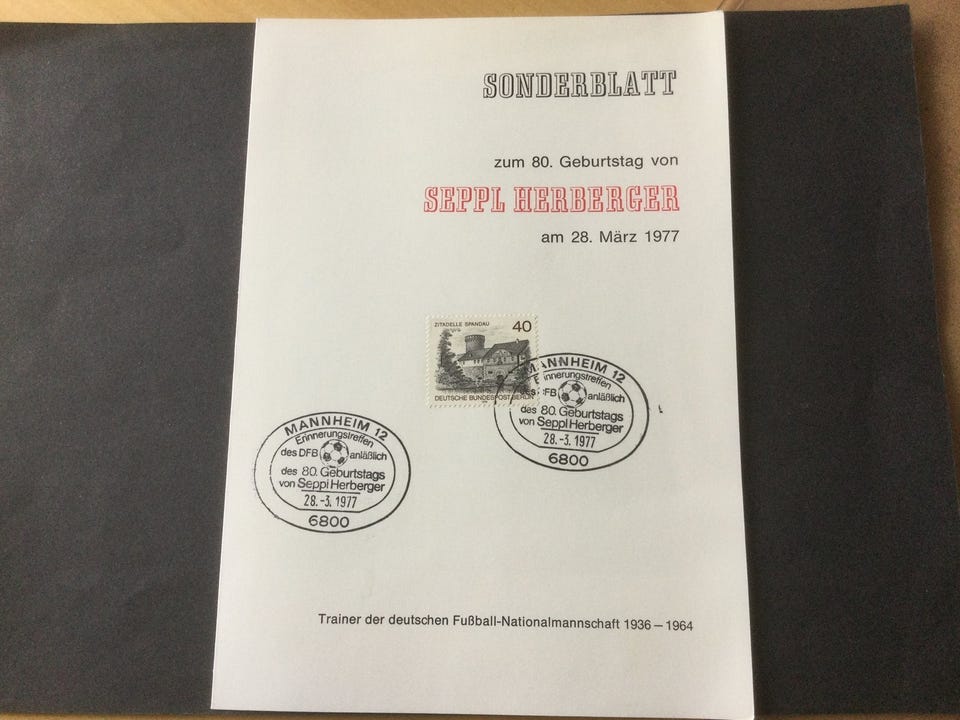 SONDERBLATT
zum 80. Geburtstag von
SEPPL HERBERGER
am 28. März 1977
ZITADELLE SPANDAU
40
DEUTSCHE BUNDESPOST BERLIN
MANNHEIM 12
Erinnerungstreffen
des DFB anläßlich
des 80. Geburtstags
von Seppl Herberger
28.-3.1977
6800
MANNHEIM 12
Erinnerungstreffen
des DFB anläßlich
des 80. Geburtstags
von Seppl Herberger
28.-3.1977
6800
Trainer der deutschen Fußball-Nationalmannschaft 1936 – 1964